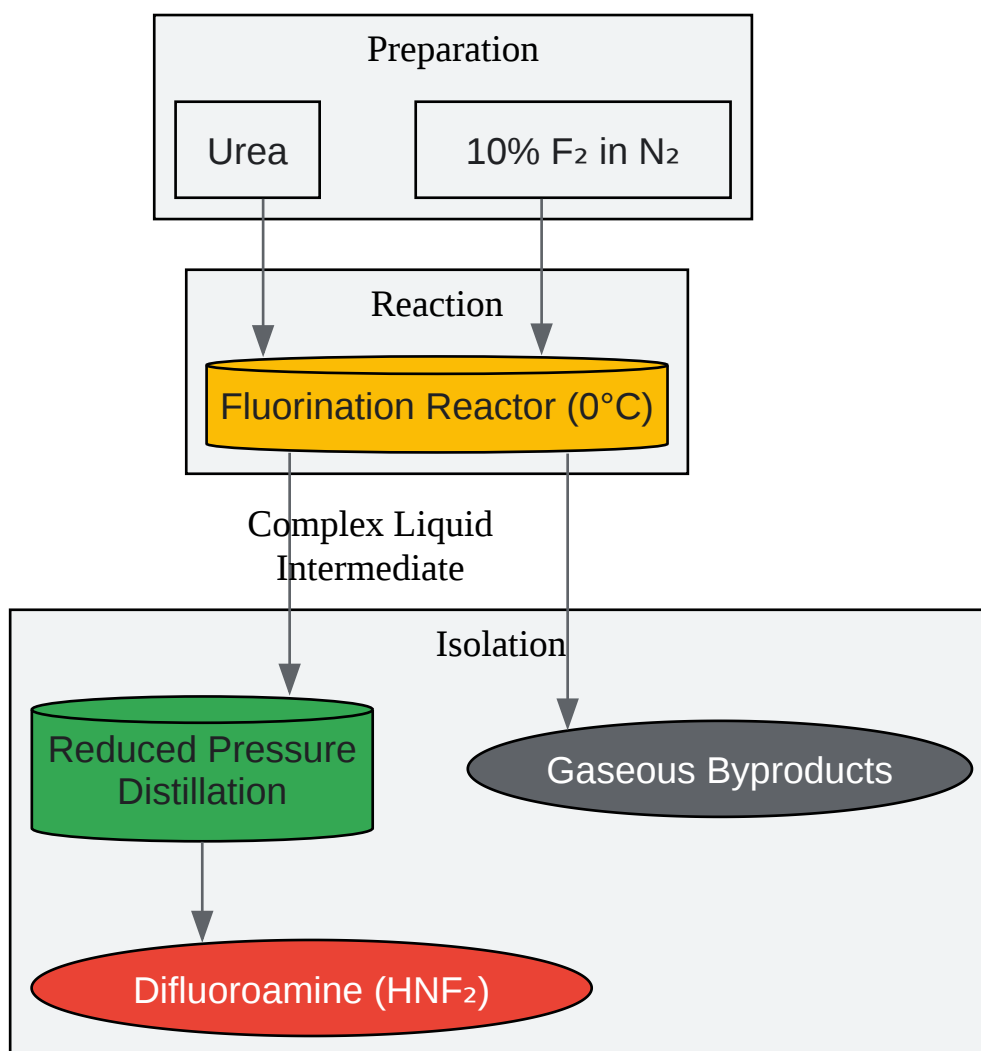 Preparation
Urea
10% F₂ in N₂
Reaction
Fluorination Reactor (0°C)
Complex Liquid
Intermediate
Isolation
Reduced Pressure
Distillation
Gaseous Byproducts
Difluoroamine (HNF₂)